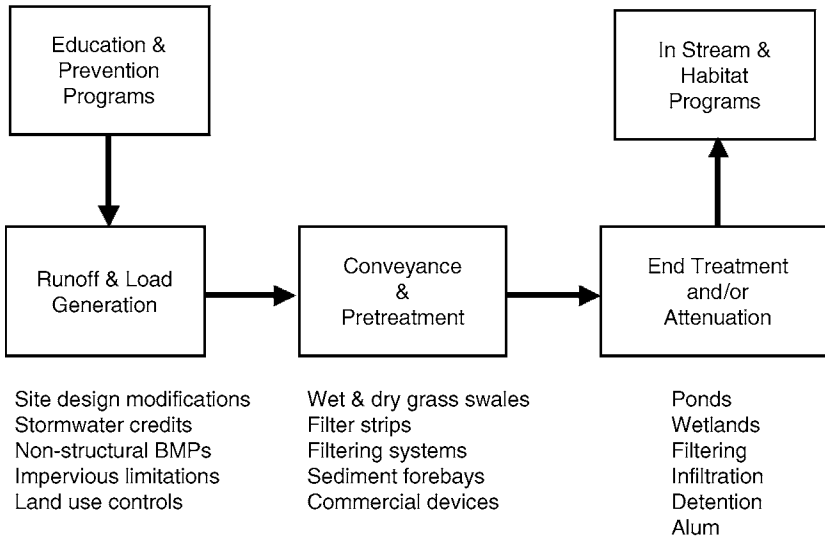 Education &
Prevention
Programs
In Stream &
Habitat
Programs
Runoff & Load
Generation
Conveyance
&
Pretreatment
End Treatment
and/or
Attenuation
Site design modifications
Stormwater credits
Non-structural BMPs
Impervious limitations
Land use controls
Wet & dry grass swales
Filter strips
Filtering systems
Sediment forebays
Commercial devices
Ponds
Wetlands
Filtering
Infiltration
Detention
Alum